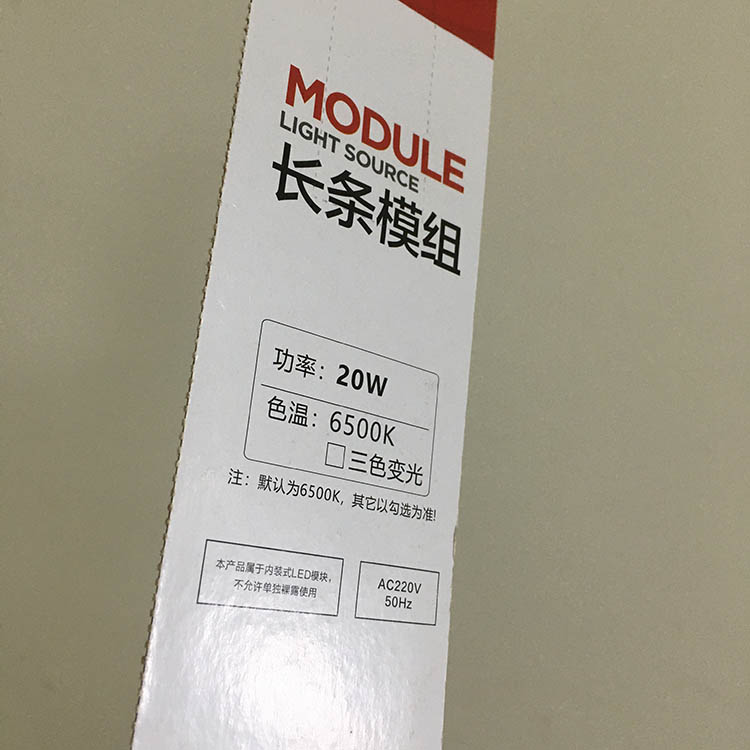 MODULE
LIGHT SOURCE
长条模组
功率：20W
色温：6500K
□三色变光
注：默认为6500K，其它以勾选为准!
本产品属于内装式LED模块，
不允许单独裸露使用
AC220V
50Hz